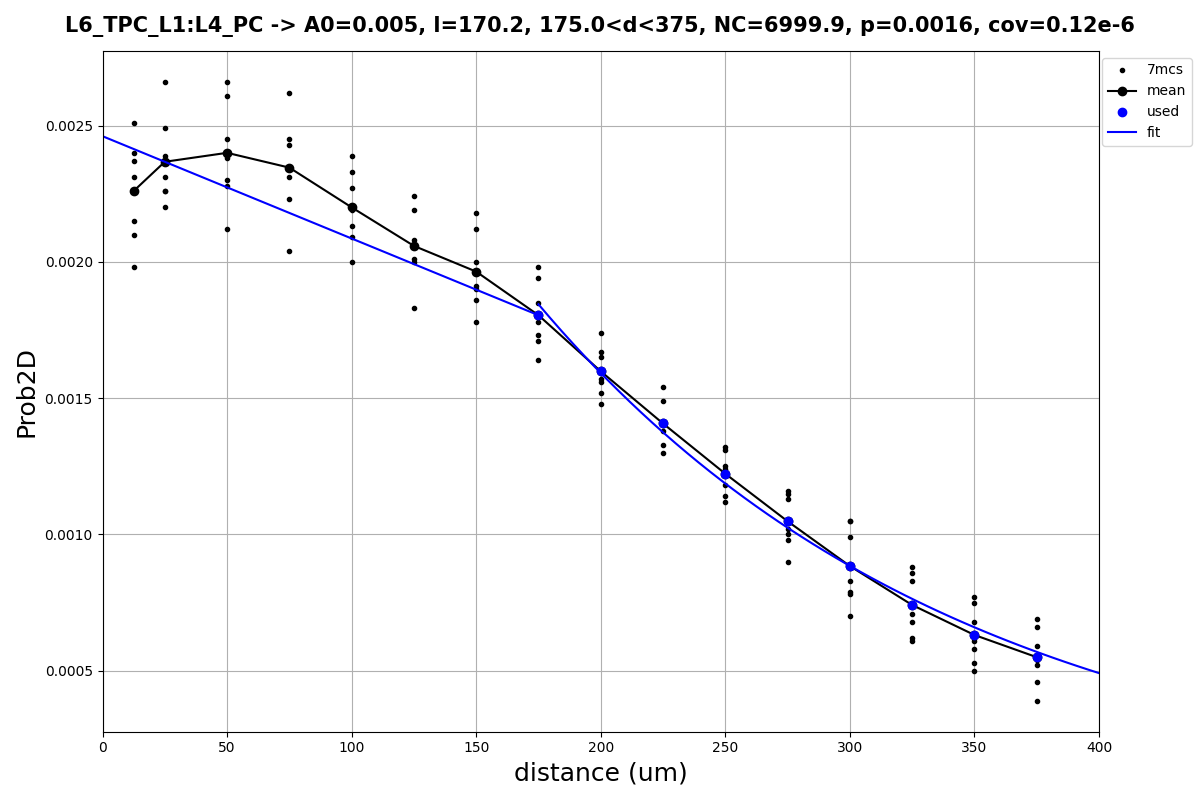 L6_TPC_L1:L4_PC -> A0=0.005, l=170.2, 175.0<d<375, NC=6999.9, p=0.0016, cov=0.12e-6
7mcs
mean
used
fit
0.0025
0.0020
0.0015
0.0010
0.0005
Prob2D
0 50 100 150 200 250 300 350 400
distance (um)